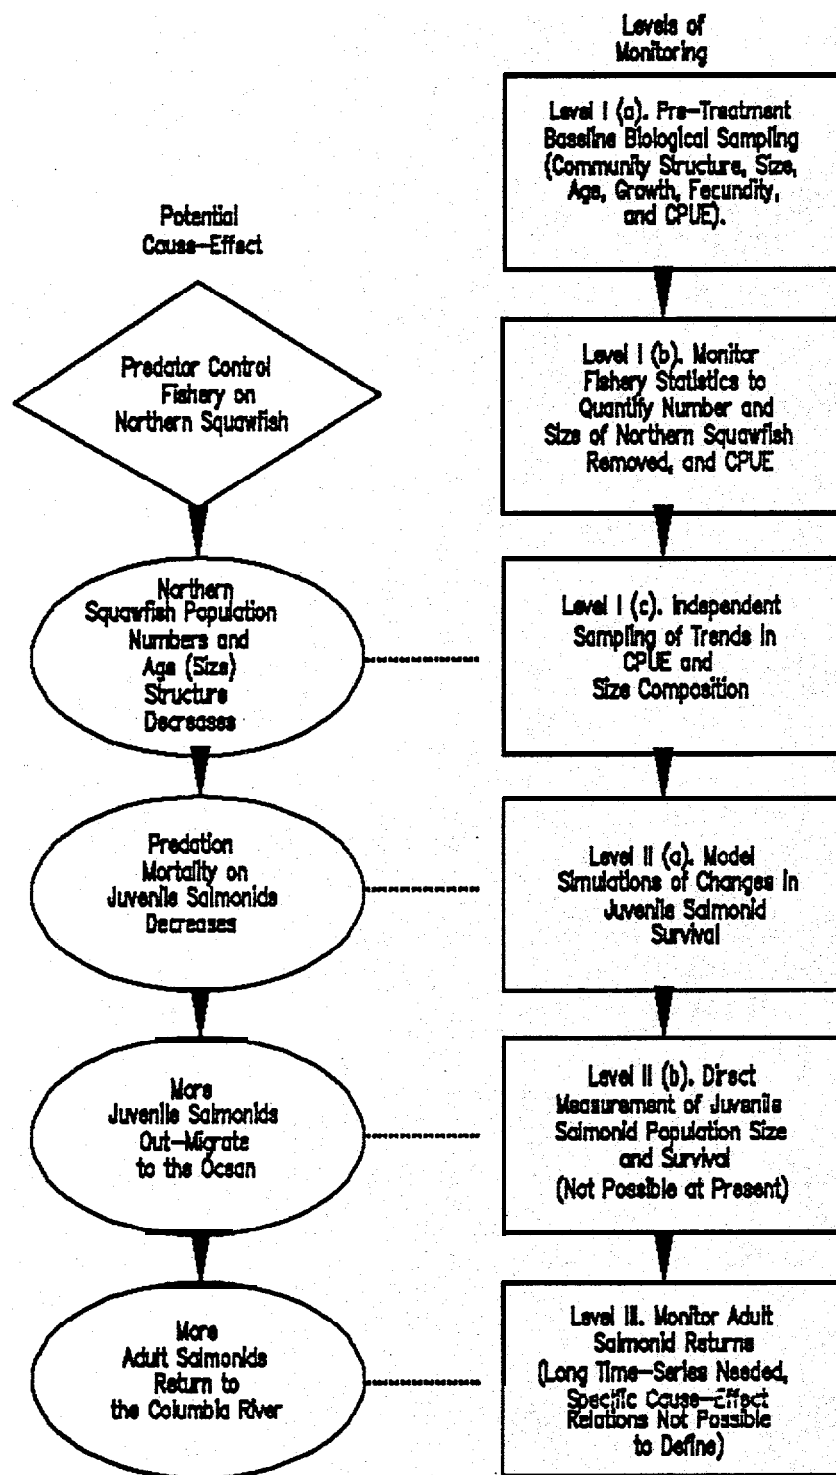 Levels of
Monitoring
Level I (a). Pre-Treatment
Baseline Biological Sampling
(Community Structure, Size,
Age, Growth, Fecundity,
and CPUE).
Potential
Cause-Effect
Predator Control
Fishery on
Northern Squawfish
Level I (b). Monitor
Fishery Statistics to
Quantify Number and
Size of Northern Squawfish
Removed, and CPUE
Northern
Squawfish Population
Numbers and
Age (Size)
Structure
Decreases
Level I (c). Independent
Sampling of Trends in
CPUE and
Size Composition
Predation
Mortality on
Juvenile Salmonids
Decreases
Level II (a). Model
Simulations of Changes in
Juvenile Salmonid
Survival
More
Juvenile Salmonids
Out-Migrate
to the Ocean
Level II (b). Direct
Measurement of Juvenile
Salmonid Population Size
and Survival
(Not Possible at Present)
More
Adult Salmonids
Return to
the Columbia River
Level III. Monitor Adult
Salmonid Returns
(Long Time-Series Needed,
Specific Cause-Effect
Relations Not Possible
to Define)